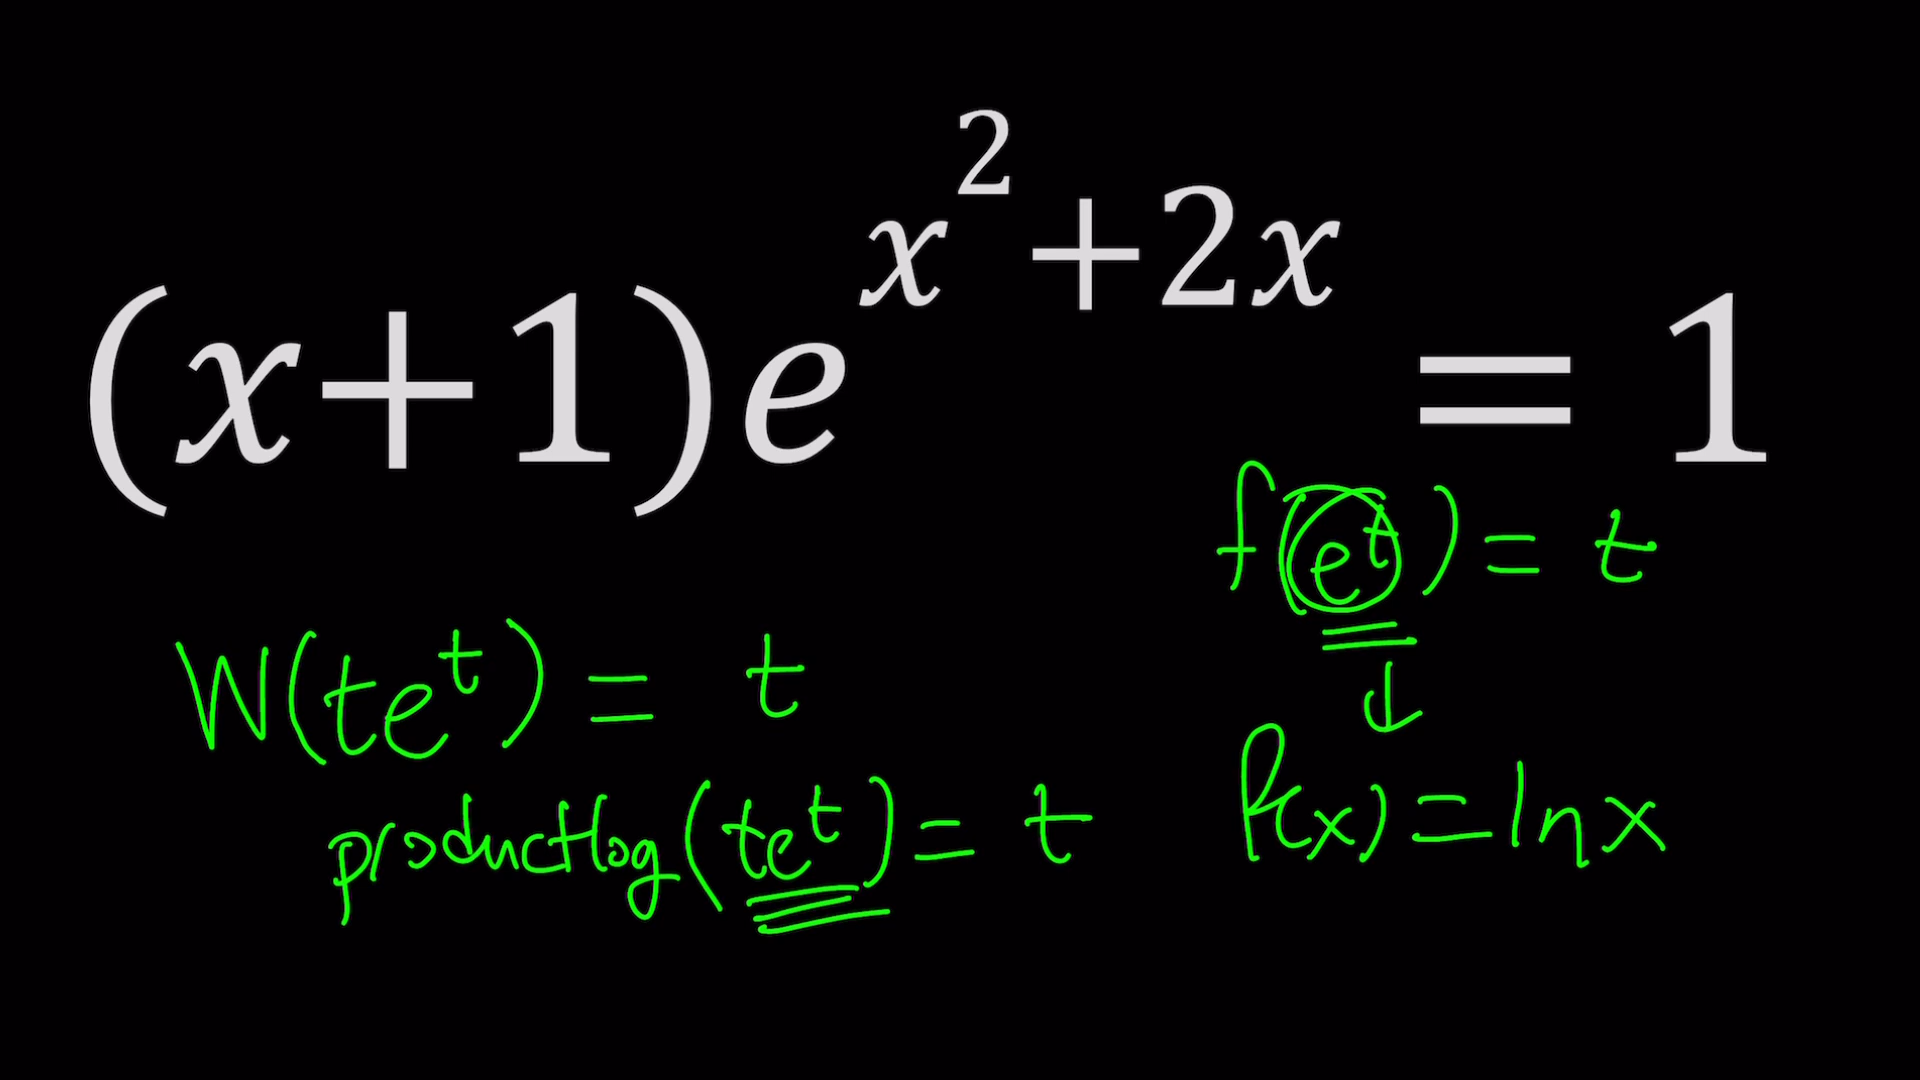 (x+1)e^{x^2+2x} = 1
f(e^t) = t
W(te^t) = t
productlog(te^t) = t
f(x) = ln x